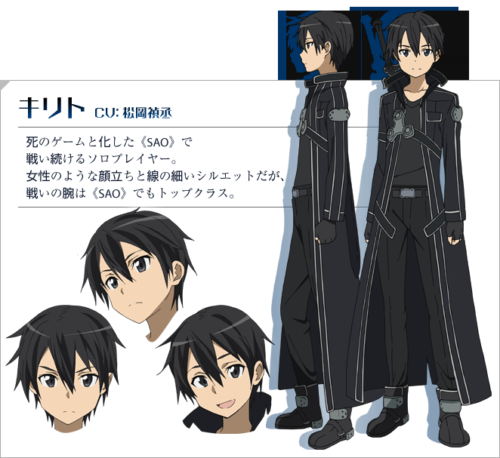 キリト CV: 松岡禎丞
死のゲームと化した《SAO》で
戦い続けるソロプレイヤー。
女性のような顔立ちと線の細いシルエットだが、
戦いの腕は《SAO》でもトップクラス。